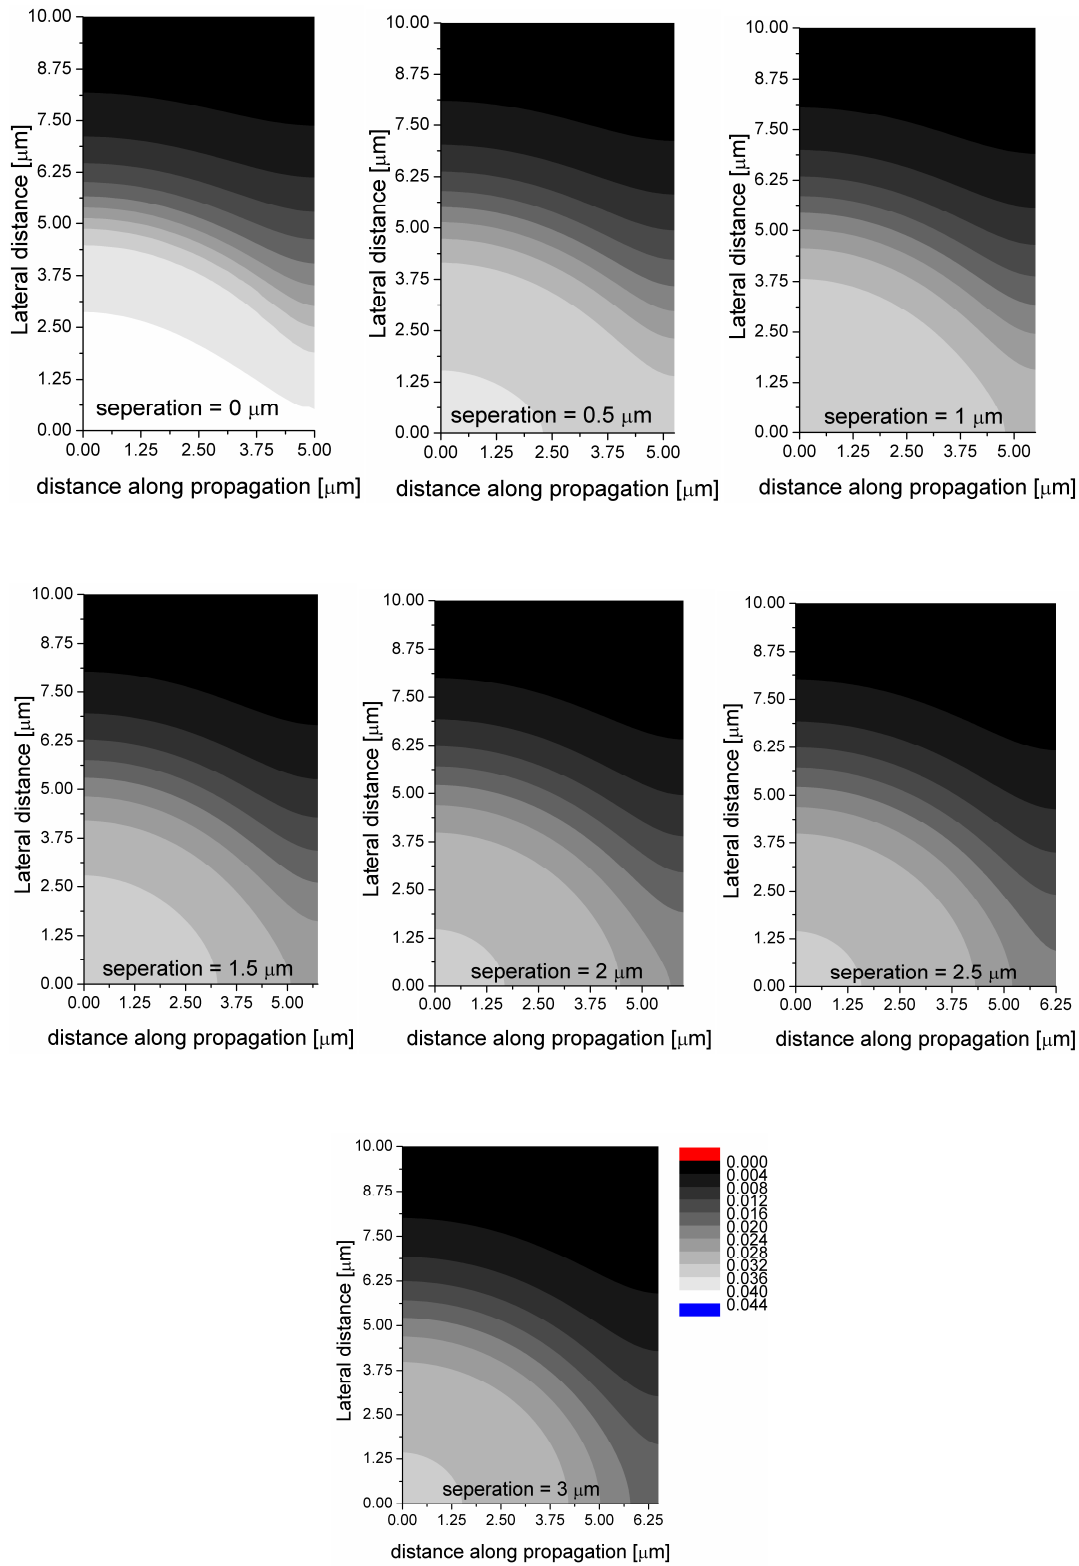 10.00
8.75
7.50
6.25
5.00
3.75
2.50
1.25
0.00
Lateral distance [μm]
seperation = 0 μm
0.00 1.25 2.50 3.75 5.00
distance along propagation [μm]
10.00
8.75
7.50
6.25
5.00
3.75
2.50
1.25
0.00
Lateral distance [μm]
seperation = 0.5 μm
0.00 1.25 2.50 3.75 5.00
distance along propagation [μm]
10.00
8.75
7.50
6.25
5.00
3.75
2.50
1.25
0.00
Lateral distance [μm]
seperation = 1 μm
0.00 1.25 2.50 3.75 5.00
distance along propagation [μm]
10.00
8.75
7.50
6.25
5.00
3.75
2.50
1.25
0.00
Lateral distance [μm]
seperation = 1.5 μm
0.00 1.25 2.50 3.75 5.00
distance along propagation [μm]
10.00
8.75
7.50
6.25
5.00
3.75
2.50
1.25
0.00
Lateral distance [μm]
seperation = 2 μm
0.00 1.25 2.50 3.75 5.00
distance along propagation [μm]
10.00
8.75
7.50
6.25
5.00
3.75
2.50
1.25
0.00
Lateral distance [μm]
seperation = 2.5 μm
0.00 1.25 2.50 3.75 5.00 6.25
distance along propagation [μm]
10.00
8.75
7.50
6.25
5.00
3.75
2.50
1.25
0.00
Lateral distance [μm]
seperation = 3 μm
0.00 1.25 2.50 3.75 5.00 6.25
distance along propagation [μm]
0.000
0.004
0.008
0.012
0.016
0.020
0.024
0.028
0.032
0.036
0.040
0.044